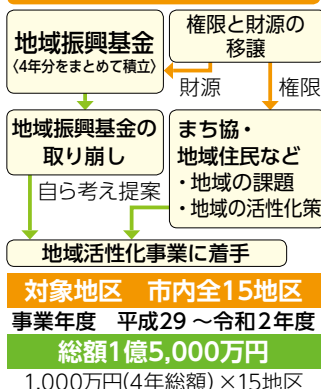 地域振興基金
〈4年分をまとめて積立〉
権限と財源の
移譲
財源
権限
地域振興基金の
取り崩し
まち協・
地域住民など
・地域の課題
・地域の活性化策
自ら考え提案
地域活性化事業に着手
対象地区 市内全15地区
事業年度 平成29～令和2年度
総額1億5,000万円
1,000万円(4年総額)×15地区